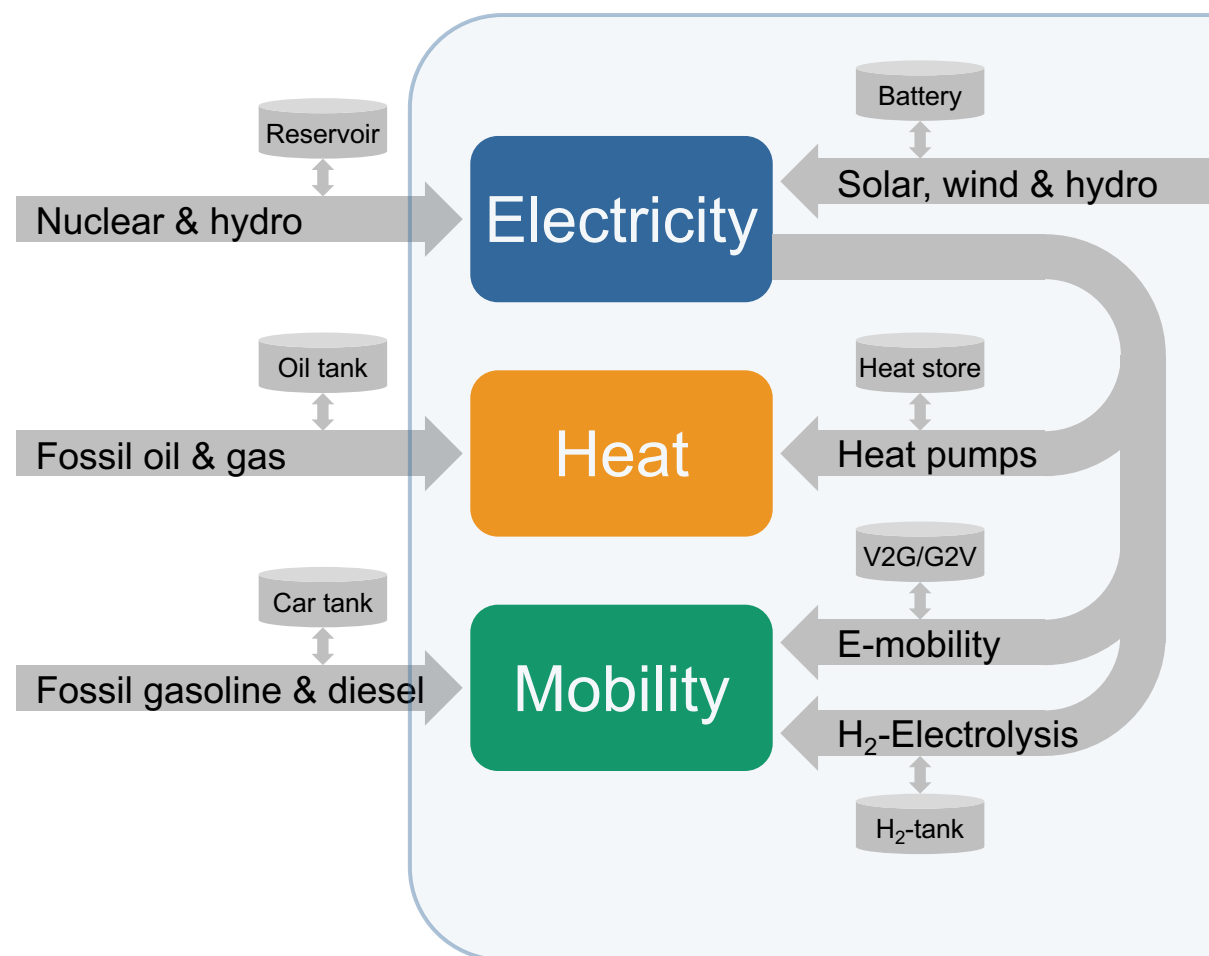 Battery
Reservoir
Solar, wind & hydro
Nuclear & hydro
Electricity
Oil tank
Heat store
Fossil oil & gas
Heat
Heat pumps
V2G/G2V
Car tank
E-mobility
Fossil gasoline & diesel
Mobility
H₂-Electrolysis
H₂-tank